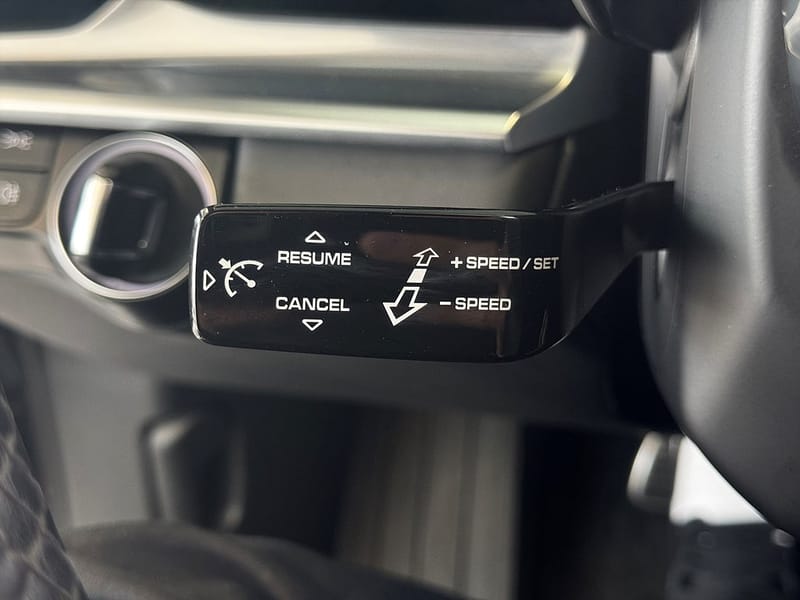 RESUME
+ SPEED / SET
CANCEL
− SPEED